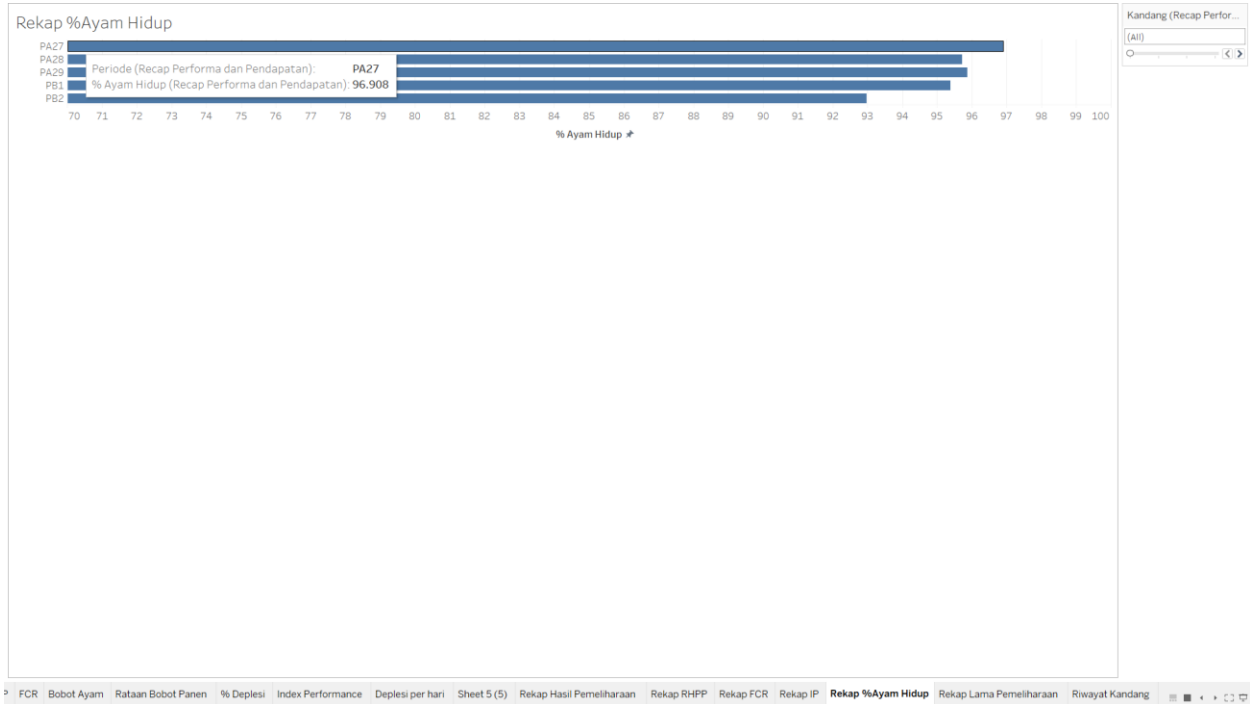 Rekap %Ayam Hidup
Kandang (Recap Perfor...
(All)
PA27
PA28
PA29
PB1
PB2
Periode (Recap Performa dan Pendapatan): PA27
% Ayam Hidup (Recap Performa dan Pendapatan): 96.908
70 71 72 73 74 75 76 77 78 79 80 81 82 83 84 85 86 87 88 89 90 91 92 93 94 95 96 97 98 99 100
% Ayam Hidup
FCR Bobot Ayam Rataan Bobot Panen % Deplesi Index Performance Deplesi per hari Sheet 5 (5) Rekap Hasil Pemeliharaan Rekap RHPP Rekap FCR Rekap IP Rekap %Ayam Hidup Rekap Lama Pemeliharaan Riwayat Kandang